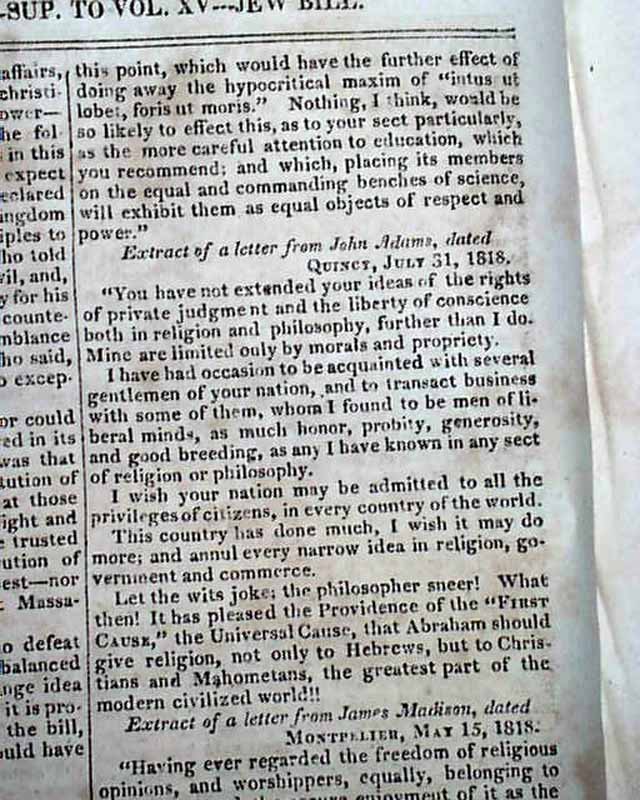 -SUP. TO VOL. XV—JEW BILL.
affairs,
christi-
ower—
he fol-
in this
expect
eclared
ingdom
iples to
ho told
vil, and,
y for his
counte-
mblance
ho said,
o excep-
or could
ed in its
was that
tution of
at those
ight and
e trusted
ution of
est—nor
Massa-
o defeat
balanced
nge idea
it is pro-
the bill,
ould have
this point, which would have the further effect of
doing away the hypocritical maxim of "intus ut
lobet, foris ut moris." Nothing, I think, would be
so likely to effect this, as to your sect particularly,
as the more careful attention to education, which
you recommend; and which, placing its members
on the equal and commanding benches of science,
will exhibit them as equal objects of respect and
power."
Extract of a letter from John Adams, dated
QUINCY, JULY 31, 1818.
"You have not extended your ideas of the rights
of private judgment and the liberty of conscience
both in religion and philosophy, further than I do.
Mine are limited only by morals and propriety.
I have had occasion to be acquainted with several
gentlemen of your nation, and to transact business
with some of them, whom I found to be men of li-
beral minds, as much honor, probity, generosity,
and good breeding, as any I have known in any sect
of religion or philosophy.
I wish your nation may be admitted to all the
privileges of citizens, in every country of the world.
This country has done much, I wish it may do
more; and annul every narrow idea in religion, go-
vernment and commerce.
Let the wits joke; the philosopher sneer! What
then! It has pleased the Providence of the "FIRST
CAUSE," the Universal Cause, that Abraham should
give religion, not only to Hebrews, but to Chris-
tians and Mahometans, the greatest part of the
modern civilized world!!
Extract of a letter from James Madison, dated
MONTPELIER, MAY 15, 1818.
"Having ever regarded the freedom of religious
opinions, and worshippers, equally, belonging to
enjoyment of it as the